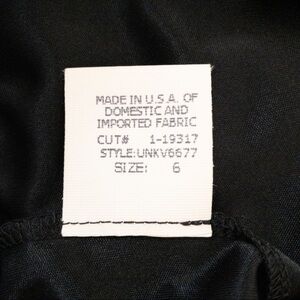 MADE IN U.S.A. OF
DOMESTIC AND
IMPORTED FABRIC
CUT# 1-19317
STYLE:UNKV6677
SIZE: 6